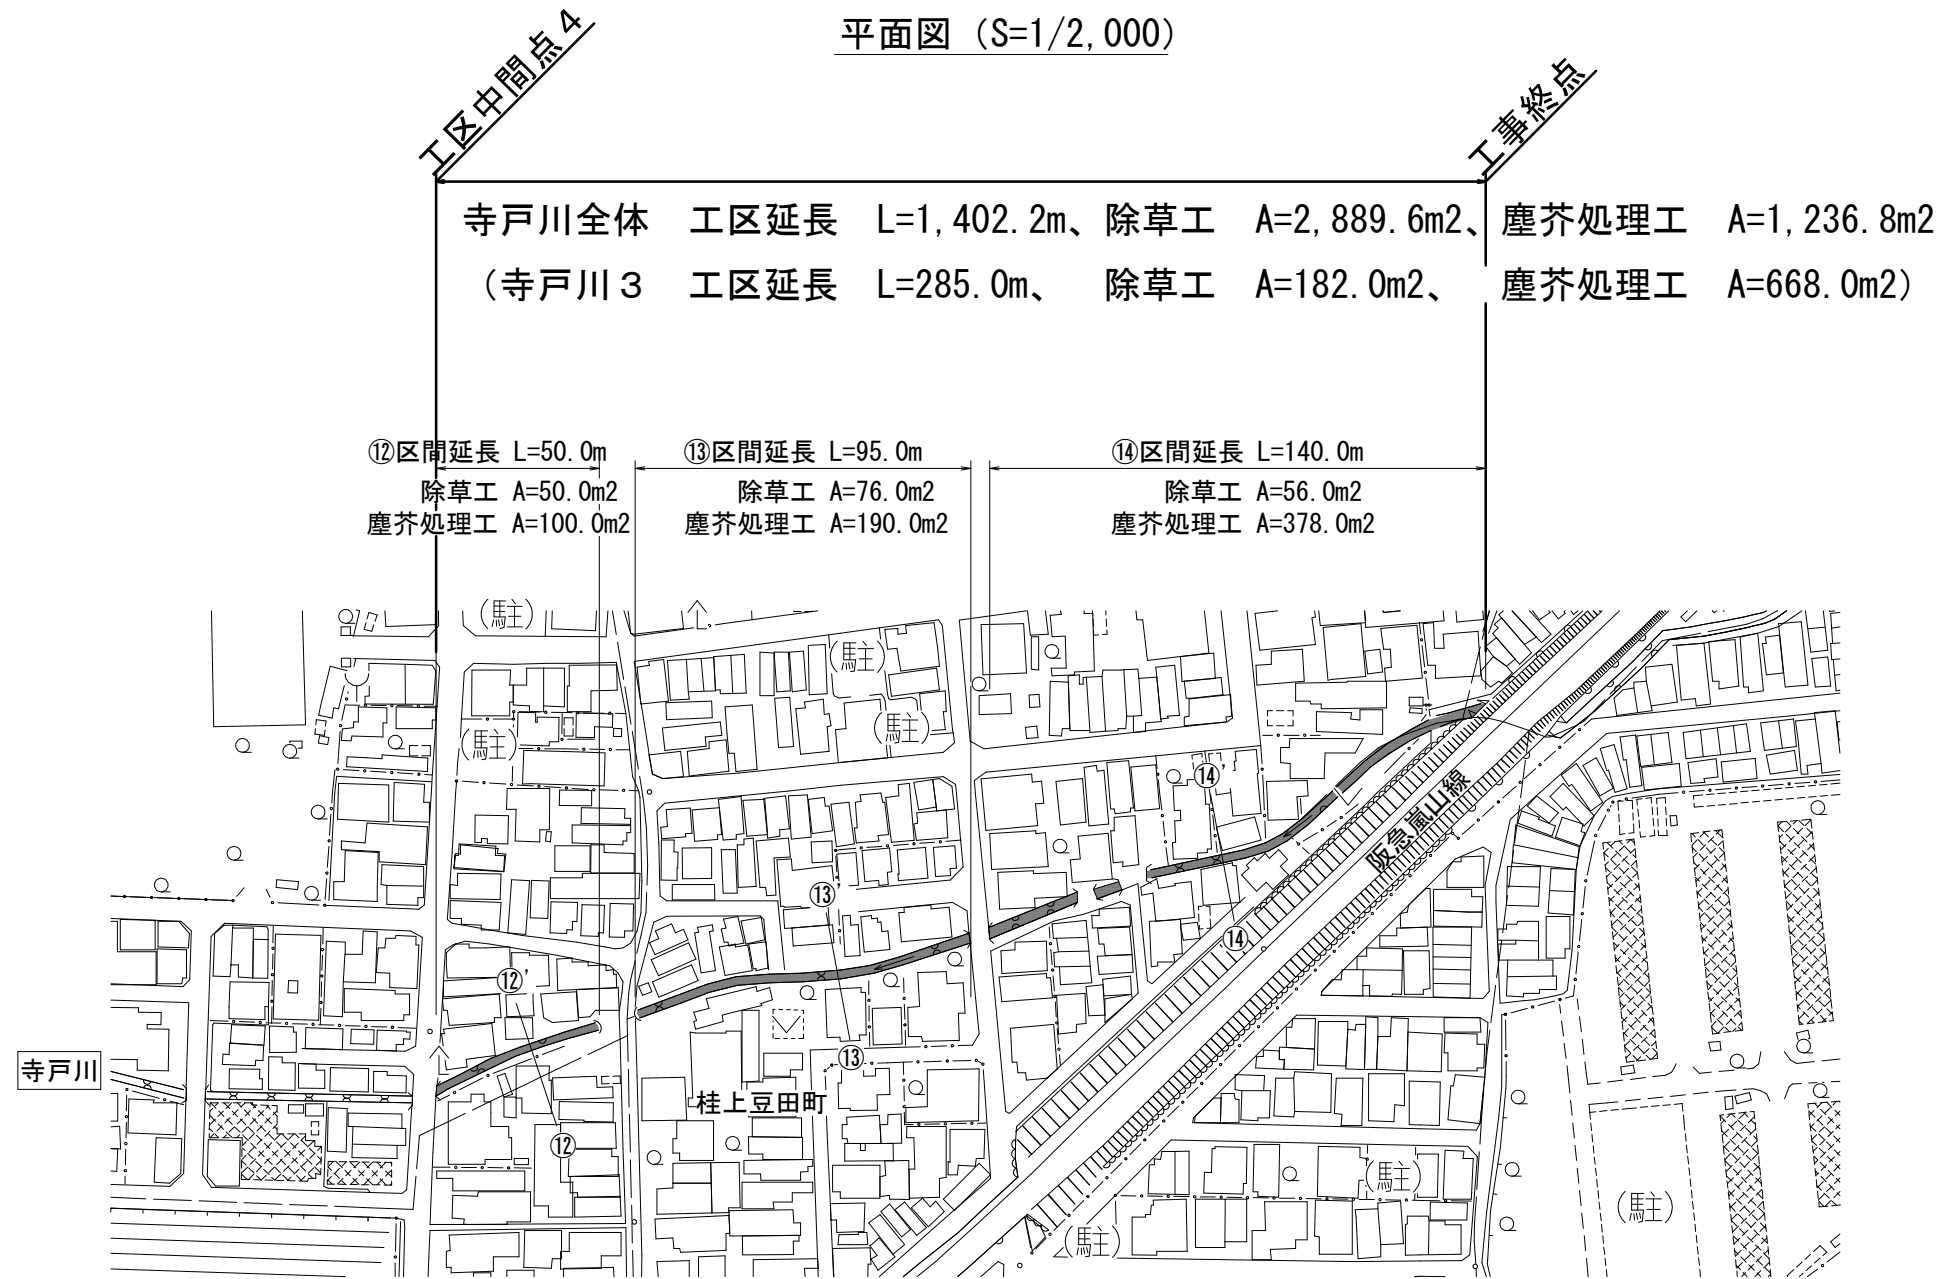 平面図 (S=1/2,000)
工区中間点4
工事終点
寺戸川全体　工区延長　L=1,402.2m、除草工　A=2,889.6m2、塵芥処理工　A=1,236.8m2
（寺戸川３　工区延長　L=285.0m、　除草工　A=182.0m2、　塵芥処理工　A=668.0m2）
⑫区間延長 L=50.0m
除草工 A=50.0m2
塵芥処理工 A=100.0m2
⑬区間延長 L=95.0m
除草工 A=76.0m2
塵芥処理工 A=190.0m2
⑭区間延長 L=140.0m
除草工 A=56.0m2
塵芥処理工 A=378.0m2
(駐)
(駐)
(駐)
(駐)
⑭'
阪急嵐山線
⑬'
⑭
⑫'
⑬
寺戸川
桂上豆田町
⑫
(駐)
(駐)
(駐)